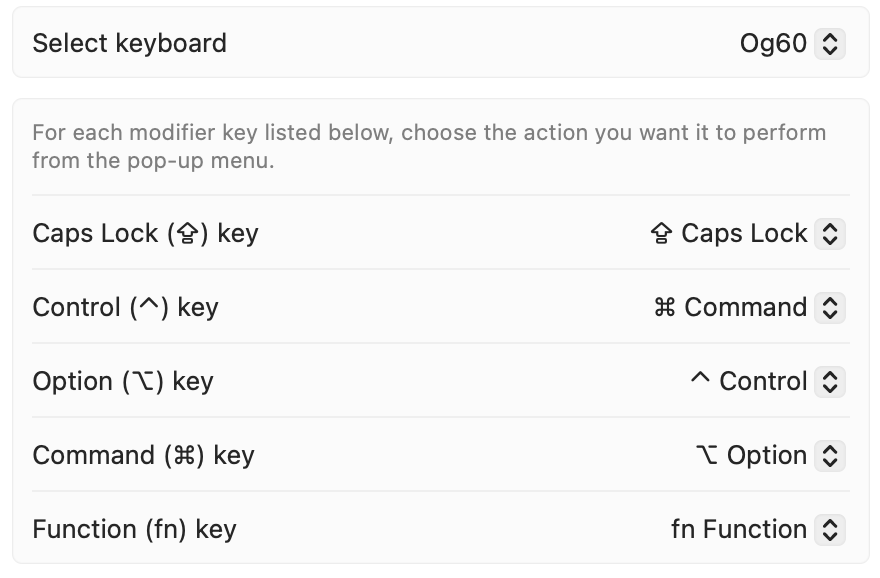 Select keyboard Og60
For each modifier key listed below, choose the action you want it to perform
from the pop-up menu.
Caps Lock (⇪) key ⇪ Caps Lock
Control (^) key ^ Command
Option (⌥) key ^ Control
Command (⌘) key ⌥ Option
Function (fn) key fn Function